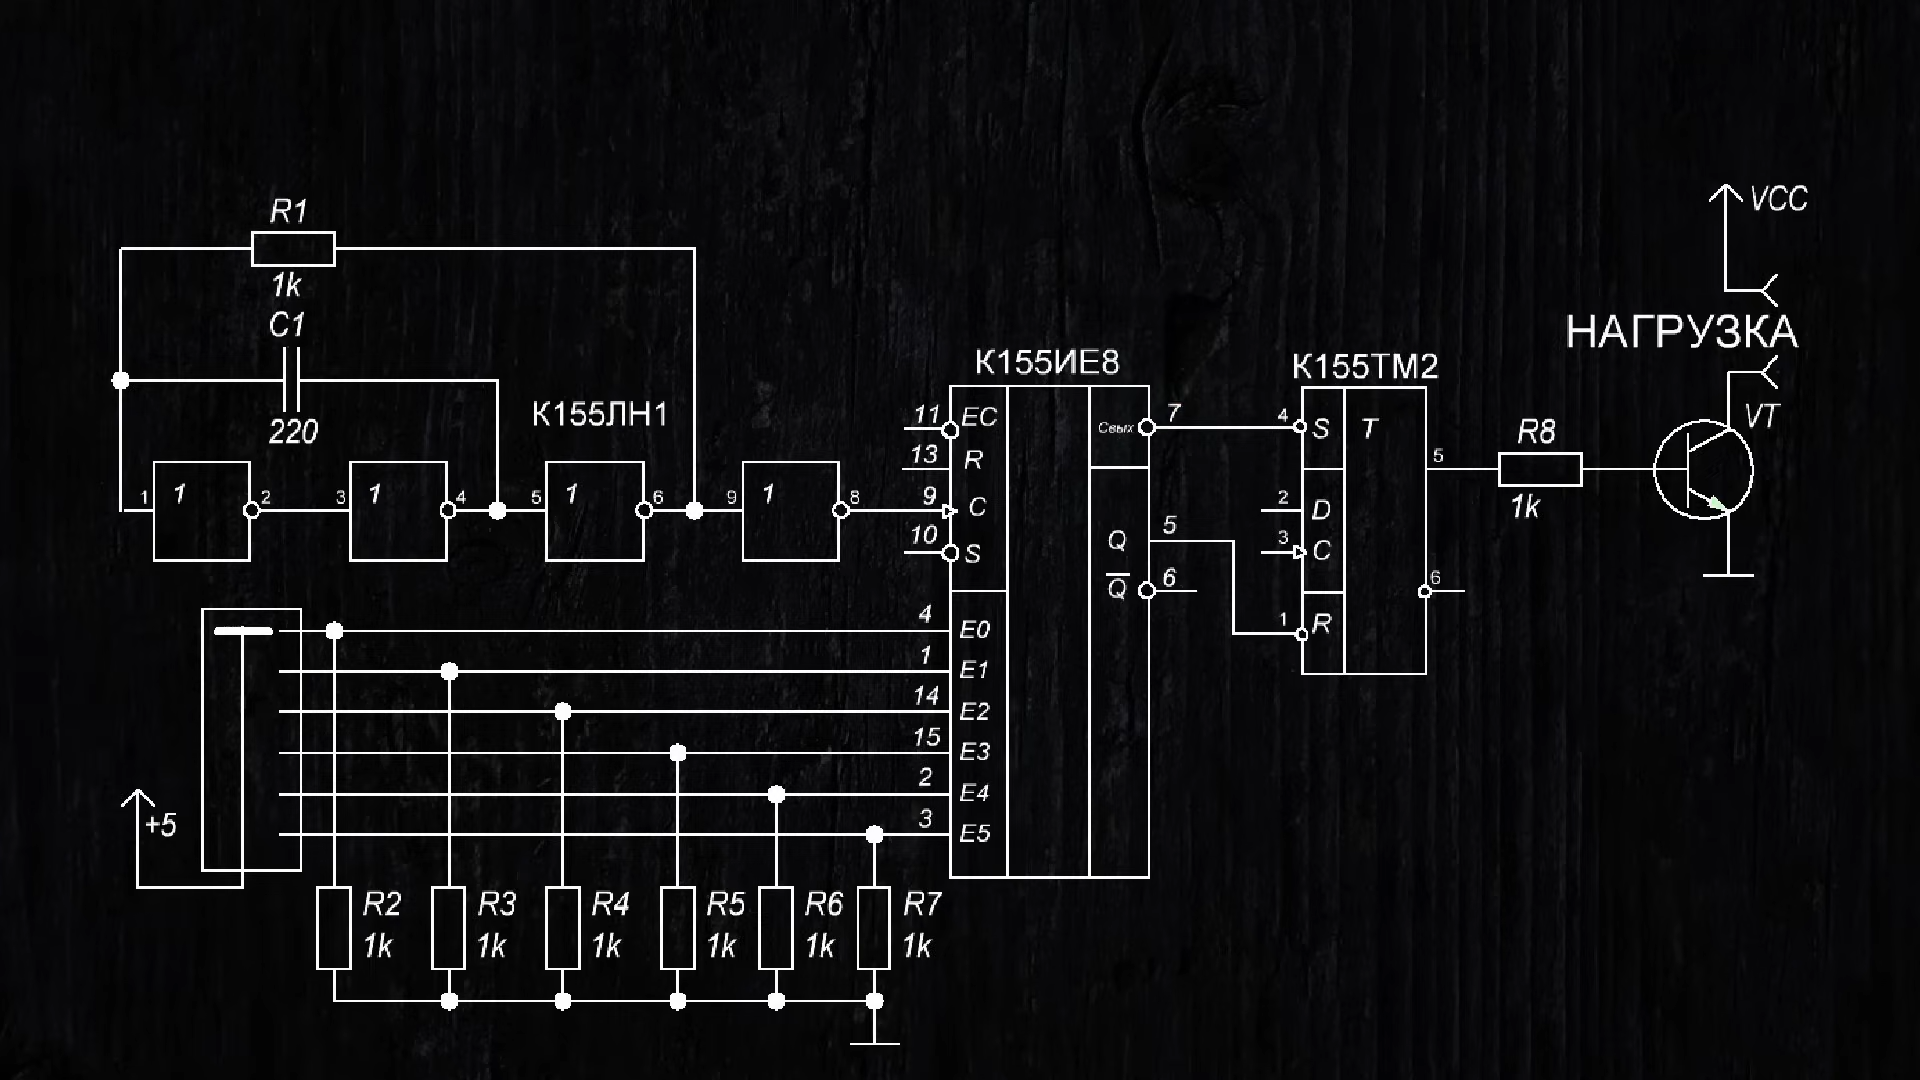 R1
1k
C1
220
К155ЛН1
1 1 2
3 1 4
5 1 6
9 1 8
К155ИЕ8
11 EC
13 R
9 C
10 S
4 E0
1 E1
14 E2
15 E3
2 E4
3 E5
Cвых 7
Q 5
Q̅ 6
К155ТМ2
4 S
2 D
3 C
1 R
T
5
6
R8
1k
VCC
НАГРУЗКА
VT
+5
R2
1k
R3
1k
R4
1k
R5
1k
R6
1k
R7
1k